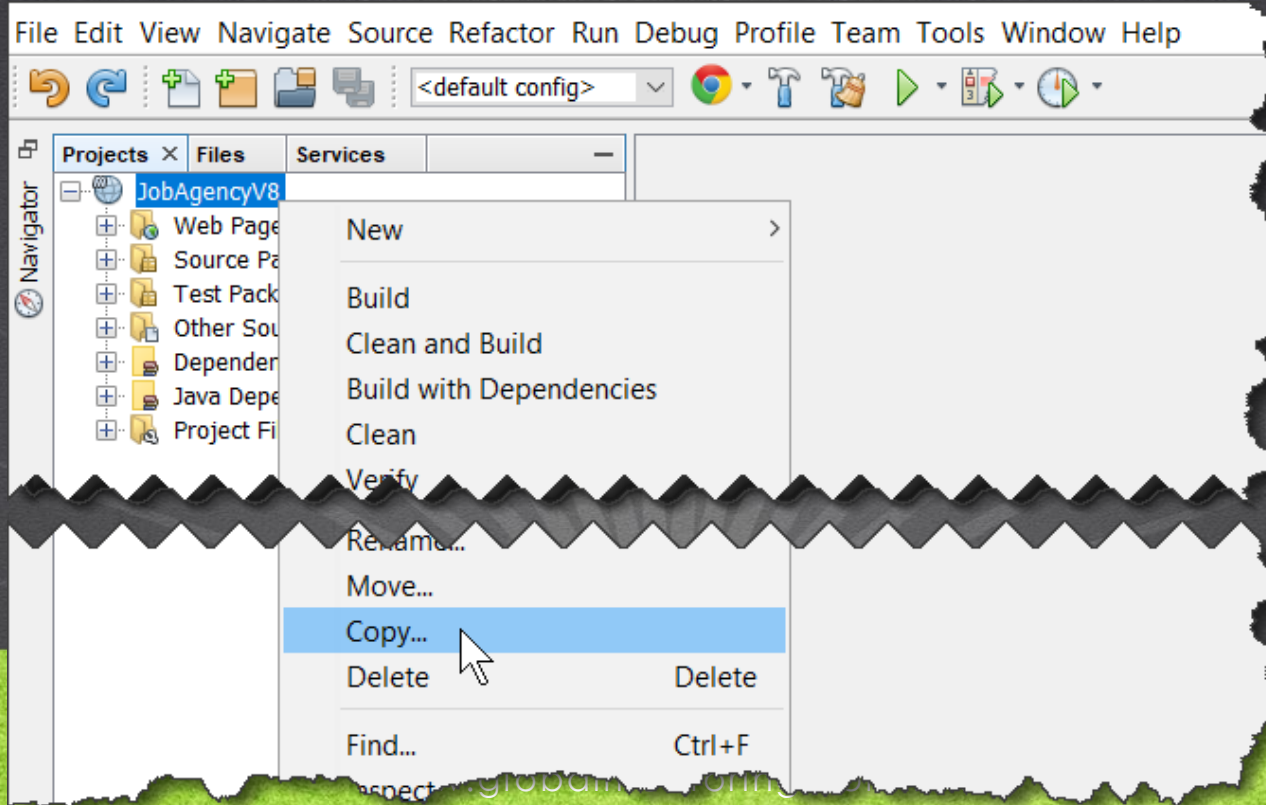 File Edit View Navigate Source Refactor Run Debug Profile Team Tools Window Help
<default config>
Projects Files Services
Navigator
JobAgencyV8
Web Page
Source Pa
Test Pack
Other Sou
Depender
Java Depe
Project Fi
New
Build
Clean and Build
Build with Dependencies
Clean
Verify
Rename...
Move...
Copy...
Delete Delete
Find... Ctrl+F